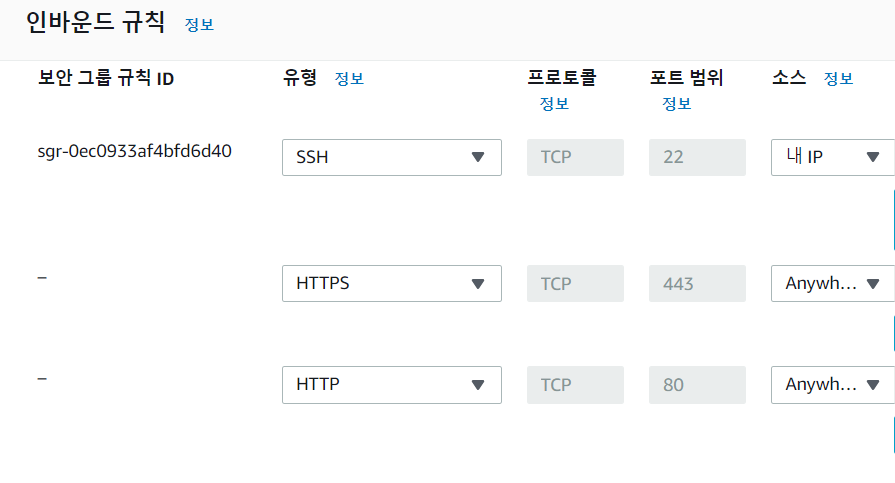 인바운드 규칙 정보
보안 그룹 규칙 ID 유형 정보 프로토콜 정보 포트 범위 정보 소스 정보
sgr-0ec0933af4bfd6d40 SSH TCP 22 내 IP
– HTTPS TCP 443 Anywh...
– HTTP TCP 80 Anywh...